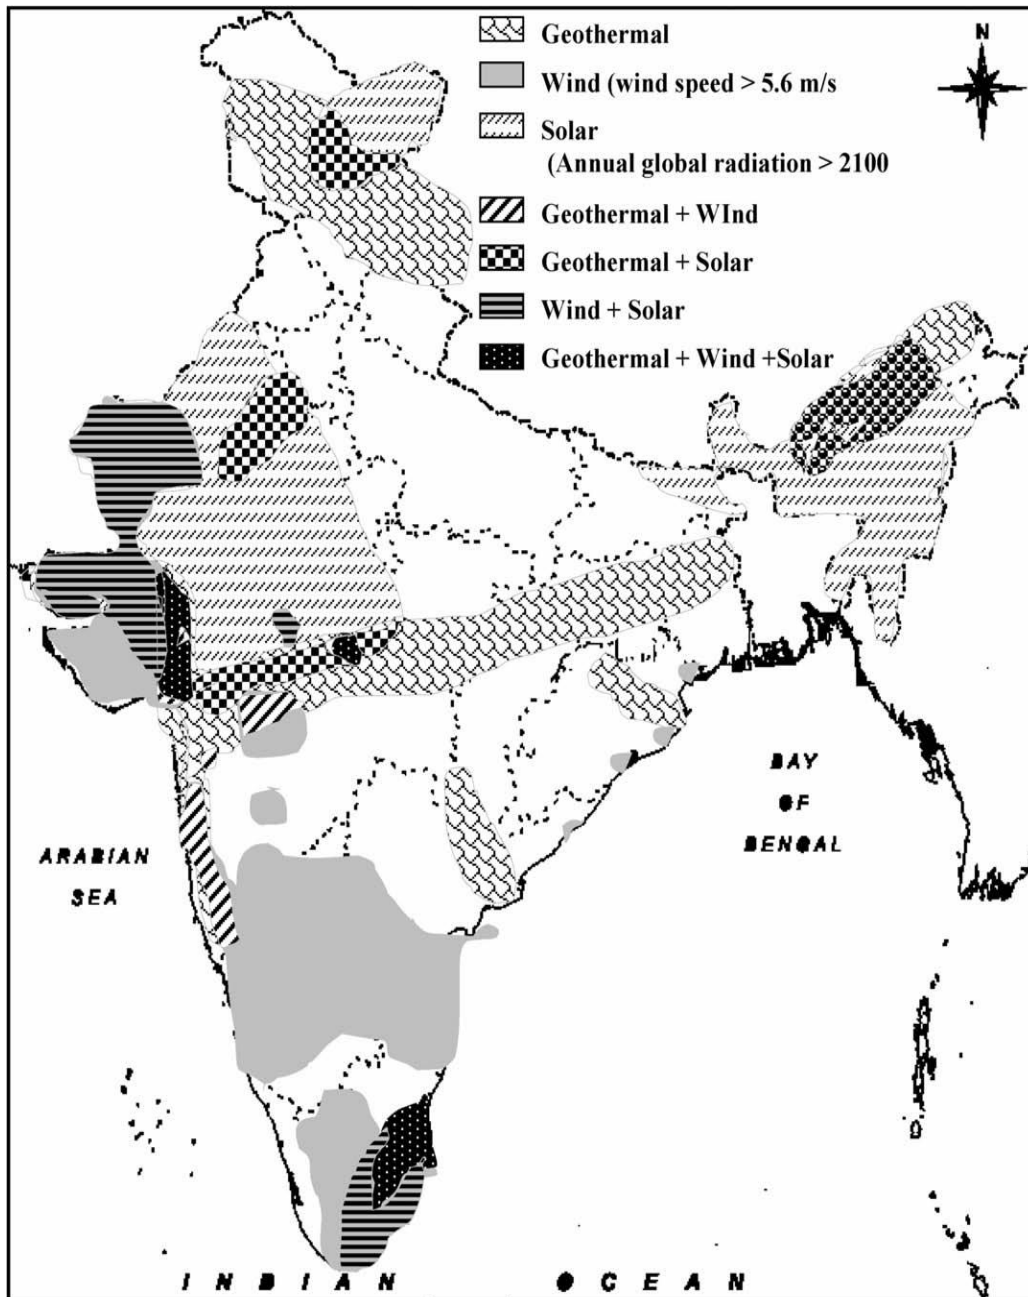 N
Geothermal
Wind (wind speed > 5.6 m/s
Solar
(Annual global radiation > 2100
Geothermal + WInd
Geothermal + Solar
Wind + Solar
Geothermal + Wind +Solar
BAY
OF
BENGAL
ARABIAN
SEA
INDIAN OCEAN